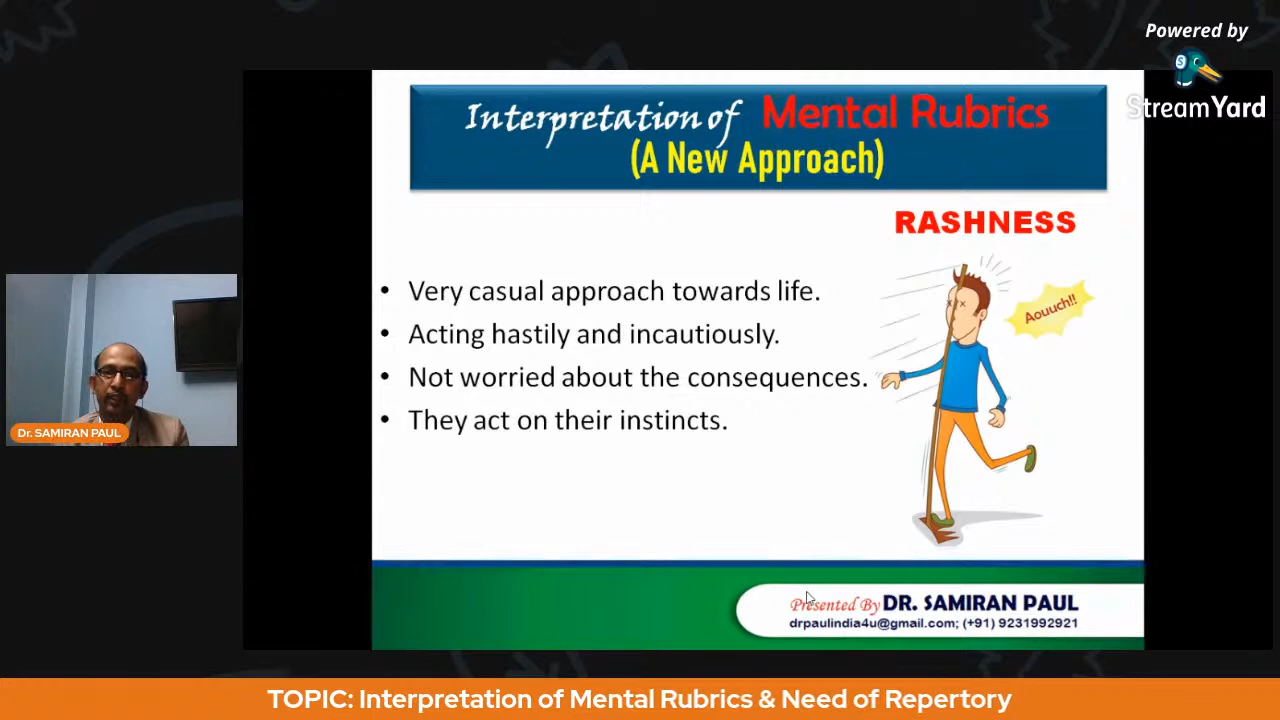 Powered by
StreamYard
Interpretation of Mental Rubrics
(A New Approach)
RASHNESS
• Very casual approach towards life.
• Acting hastily and incautiously.
• Not worried about the consequences.
• They act on their instincts.
Aouuch!!
Dr. SAMIRAN PAUL
Presented By DR. SAMIRAN PAUL
drpaulindia4u@gmail.com; (+91) 9231992921
TOPIC: Interpretation of Mental Rubrics & Need of Repertory